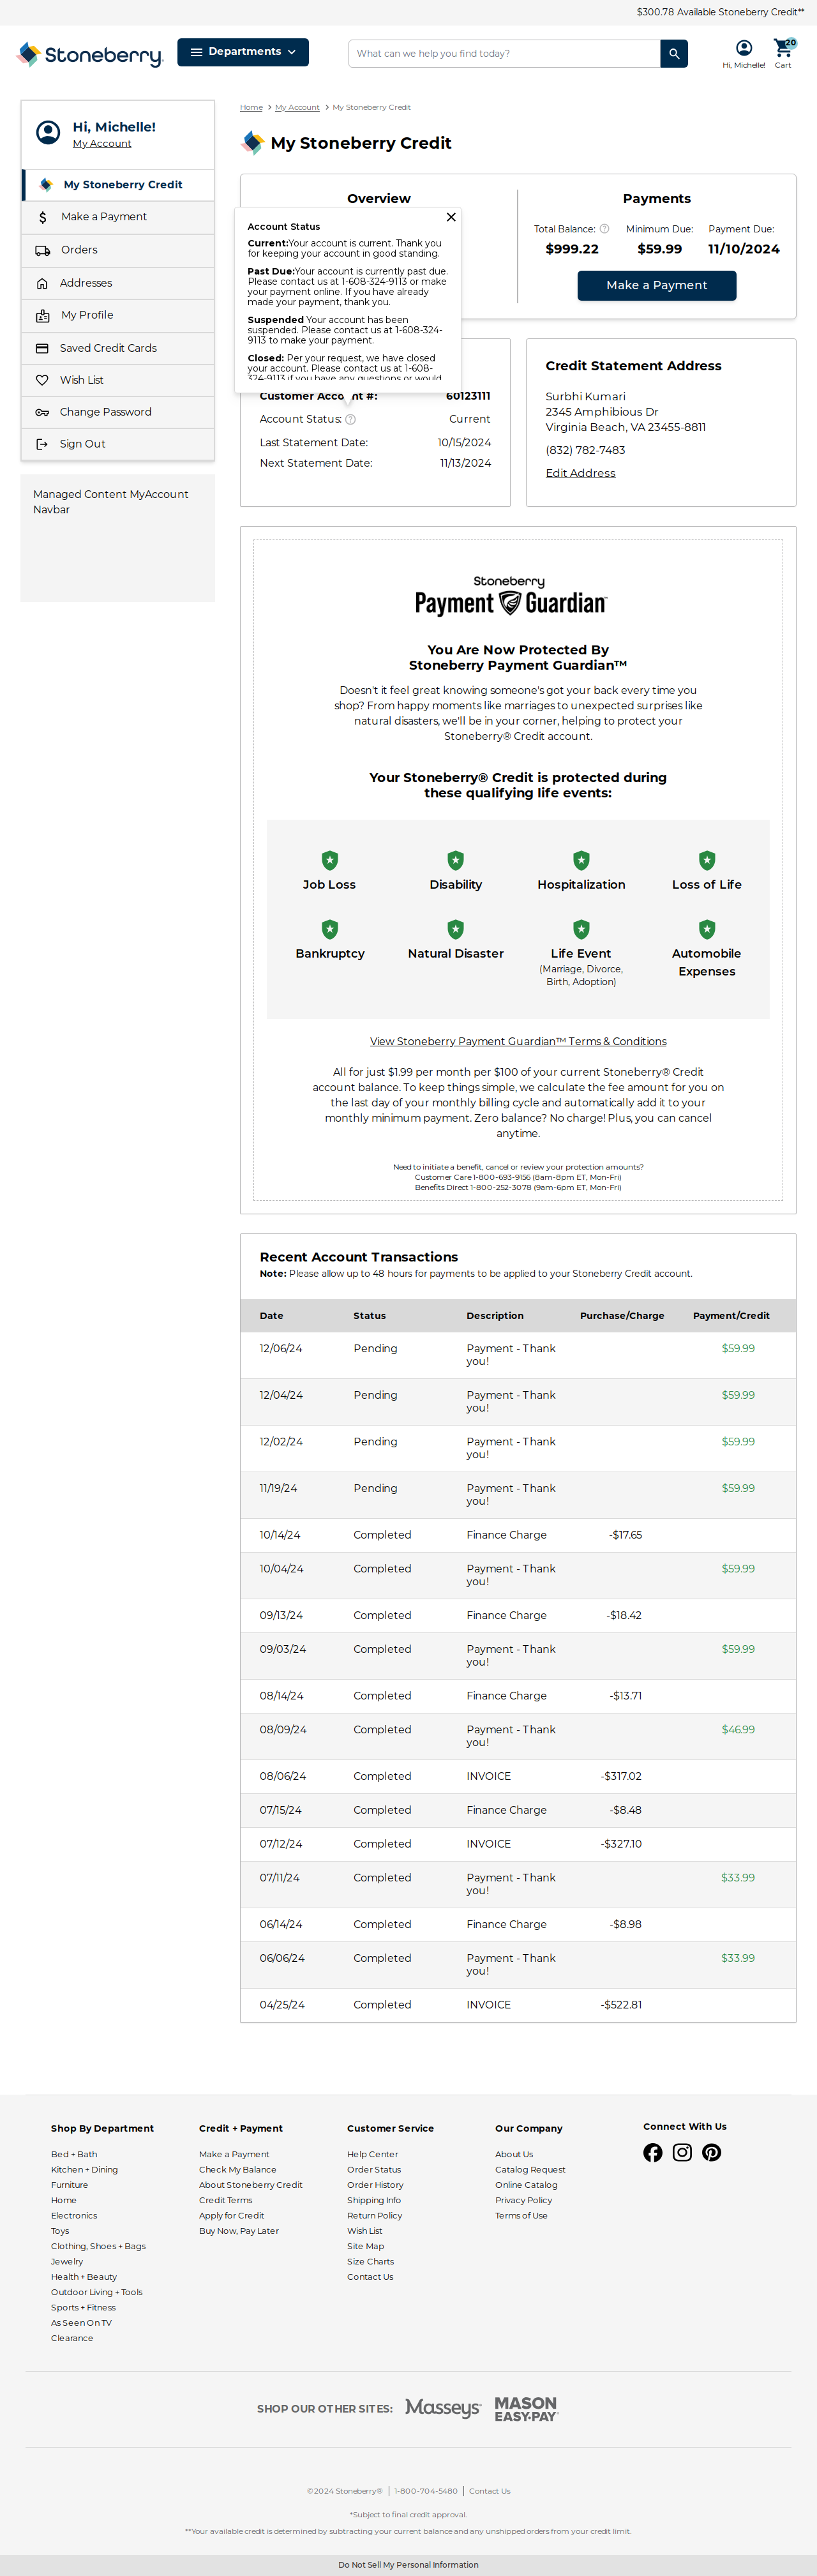 $300.78 Available Stoneberry Credit**
Stoneberry.
Departments
What can we help you find today?
Hi, Michelle!
20
Cart
Hi, Michelle!
My Account
My Stoneberry Credit
Make a Payment
Orders
Addresses
My Profile
Saved Credit Cards
Wish List
Change Password
Sign Out
Managed Content MyAccount
Navbar
Home > My Account > My Stoneberry Credit
My Stoneberry Credit
Overview
Account Status
Current:Your account is current. Thank you
for keeping your account in good standing.
Past Due:Your account is currently past due.
Please contact us at 1-608-324-9113 or make
your payment online. If you have already
made your payment, thank you.
Suspended Your account has been
suspended. Please contact us at 1-608-324-
9113 to make your payment.
Closed: Per your request, we have closed
your account. Please contact us at 1-608-
324-9113 if you have any questions or would
Payments
Total Balance:
Minimum Due:
Payment Due:
$999.22
$59.99
11/10/2024
Make a Payment
Customer Account #: 60123111
Account Status: Current
Last Statement Date: 10/15/2024
Next Statement Date: 11/13/2024
Credit Statement Address
Surbhi Kumari
2345 Amphibious Dr
Virginia Beach, VA 23455-8811
(832) 782-7483
Edit Address
Stoneberry
Payment Guardian™
You Are Now Protected By
Stoneberry Payment Guardian™
Doesn't it feel great knowing someone's got your back every time you
shop? From happy moments like marriages to unexpected surprises like
natural disasters, we'll be in your corner, helping to protect your
Stoneberry® Credit account.
Your Stoneberry® Credit is protected during
these qualifying life events:
Job Loss
Disability
Hospitalization
Loss of Life
Bankruptcy
Natural Disaster
Life Event
(Marriage, Divorce,
Birth, Adoption)
Automobile
Expenses
View Stoneberry Payment Guardian™ Terms & Conditions
All for just $1.99 per month per $100 of your current Stoneberry® Credit
account balance. To keep things simple, we calculate the fee amount for you on
the last day of your monthly billing cycle and automatically add it to your
monthly minimum payment. Zero balance? No charge! Plus, you can cancel
anytime.
Need to initiate a benefit, cancel or review your protection amounts?
Customer Care 1-800-693-9156 (8am-8pm ET, Mon-Fri)
Benefits Direct 1-800-252-3078 (9am-6pm ET, Mon-Fri)
Recent Account Transactions
Note: Please allow up to 48 hours for payments to be applied to your Stoneberry Credit account.
Date Status Description Purchase/Charge Payment/Credit
12/06/24 Pending Payment - Thank $59.99
you!
12/04/24 Pending Payment - Thank $59.99
you!
12/02/24 Pending Payment - Thank $59.99
you!
11/19/24 Pending Payment - Thank $59.99
you!
10/14/24 Completed Finance Charge -$17.65
10/04/24 Completed Payment - Thank $59.99
you!
09/13/24 Completed Finance Charge -$18.42
09/03/24 Completed Payment - Thank $59.99
you!
08/14/24 Completed Finance Charge -$13.71
08/09/24 Completed Payment - Thank $46.99
you!
08/06/24 Completed INVOICE -$317.02
07/15/24 Completed Finance Charge -$8.48
07/12/24 Completed INVOICE -$327.10
07/11/24 Completed Payment - Thank $33.99
you!
06/14/24 Completed Finance Charge -$8.98
06/06/24 Completed Payment - Thank $33.99
you!
04/25/24 Completed INVOICE -$522.81
Shop By Department
Bed + Bath
Kitchen + Dining
Furniture
Home
Electronics
Toys
Clothing, Shoes + Bags
Jewelry
Health + Beauty
Outdoor Living + Tools
Sports + Fitness
As Seen On TV
Clearance
Credit + Payment
Make a Payment
Check My Balance
About Stoneberry Credit
Credit Terms
Apply for Credit
Buy Now, Pay Later
Customer Service
Help Center
Order Status
Order History
Shipping Info
Return Policy
Wish List
Site Map
Size Charts
Contact Us
Our Company
About Us
Catalog Request
Online Catalog
Privacy Policy
Terms of Use
Connect With Us
SHOP OUR OTHER SITES:
Masseys
MASON
EASY-PAY
©2024 Stoneberry® | 1-800-704-5480 | Contact Us
*Subject to final credit approval.
**Your available credit is determined by subtracting your current balance and any unshipped orders from your credit limit.
Do Not Sell My Personal Information